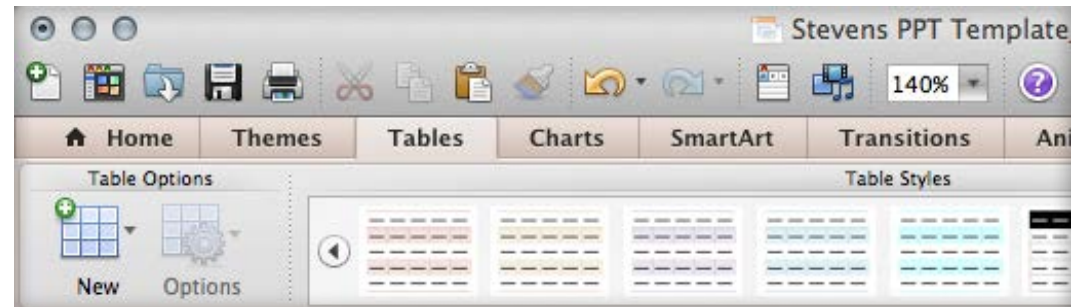 Stevens PPT Template
140%
Home Themes Tables Charts SmartArt Transitions
Table Options Table Styles
New Options